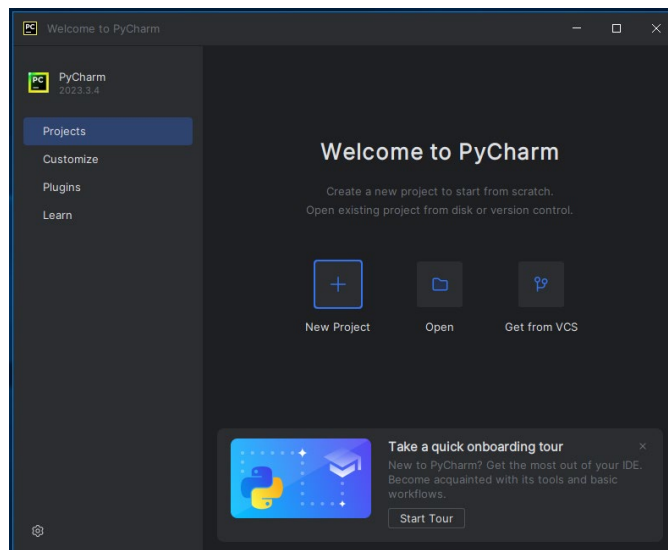 PC Welcome to PyCharm
PC PyCharm
2023.3.4
Projects
Customize
Plugins
Learn
Welcome to PyCharm
Create a new project to start from scratch.
Open existing project from disk or version control.
New Project Open Get from VCS
Take a quick onboarding tour
New to PyCharm? Get the most out of your IDE.
Become acquainted with its tools and basic
workflows.
Start Tour